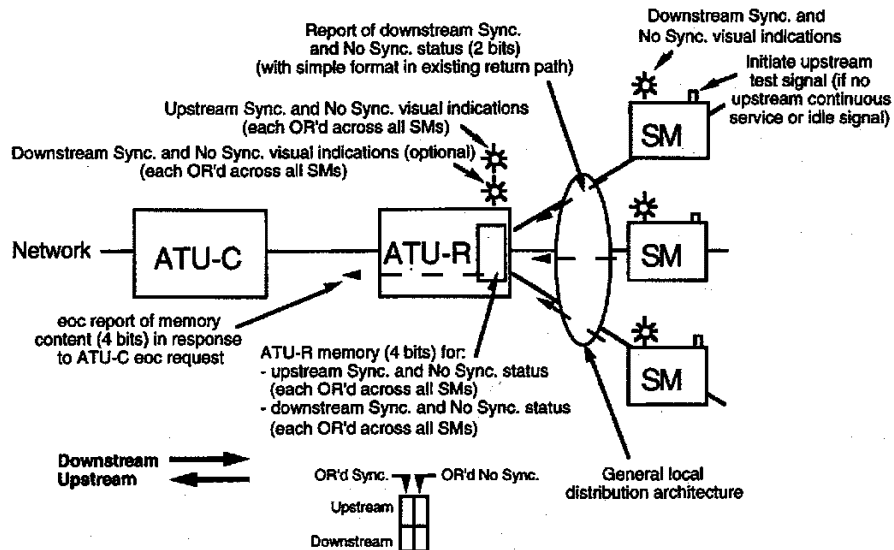 Report of downstream Sync.
and No Sync. status (2 bits)
(with simple format in existing return path)
Downstream Sync. and
No Sync. visual indications
Initiate upstream
test signal (if no
upstream continuous
service or idle signal)
Upstream Sync. and No Sync. visual indications
(each OR'd across all SMs)
Downstream Sync. and No Sync. visual indications (optional)
(each OR'd across all SMs)
SM
Network
ATU-C
ATU-R
SM
eoc report of memory
content (4 bits) in response
to ATU-C eoc request
ATU-R memory (4 bits) for:
- upstream Sync. and No Sync. status
(each OR'd across all SMs)
- downstream Sync. and No Sync. status
(each OR'd across all SMs)
SM
Downstream
Upstream
General local
distribution architecture
OR'd Sync.
OR'd No Sync.
Upstream
Downstream